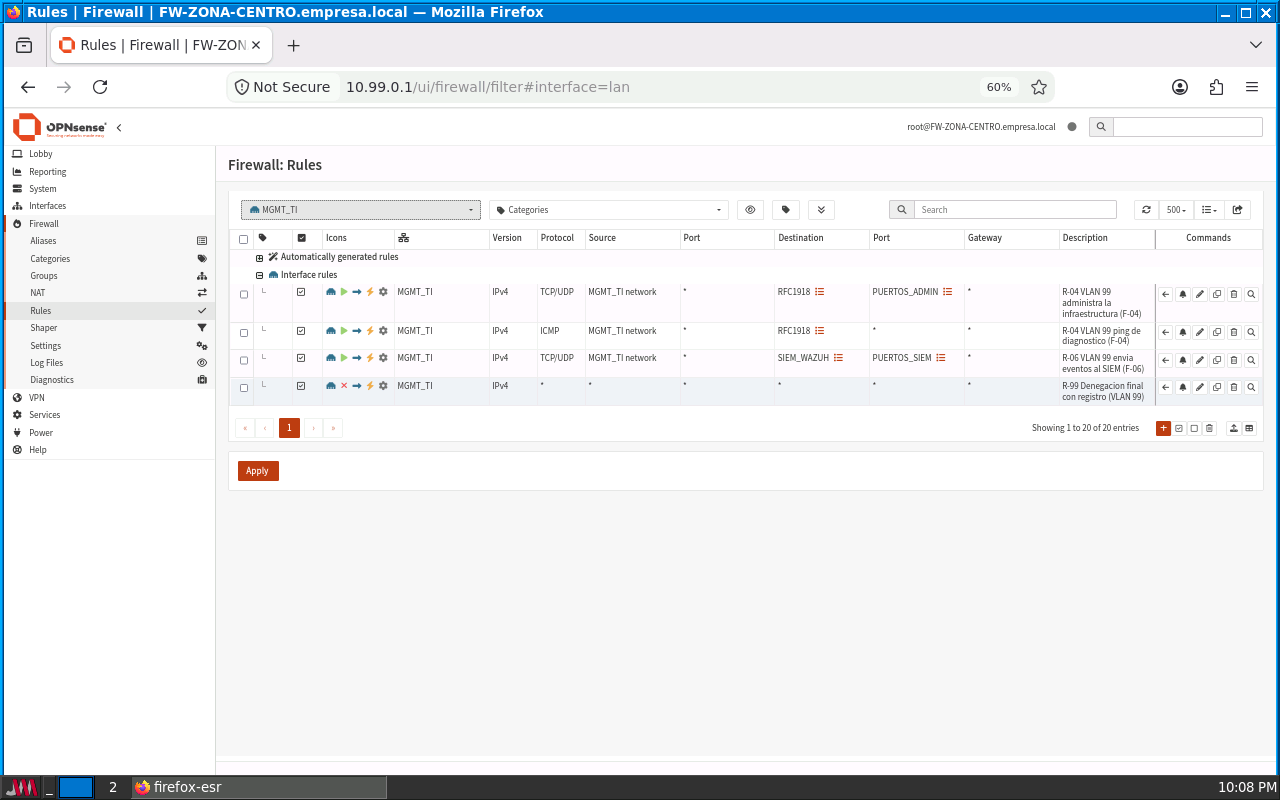 Rules | Firewall | FW-ZONA-CENTRO.empresa.local — Mozilla Firefox
Rules | Firewall | FW-ZON
Not Secure 10.99.0.1/ui/firewall/filter#interface=lan 60%
OPNsense root@FW-ZONA-CENTRO.empresa.local
Lobby
Reporting
System
Interfaces
Firewall
Aliases
Categories
Groups
NAT
Rules
Shaper
Settings
Log Files
Diagnostics
VPN
Services
Power
Help
Firewall: Rules
MGMT_TI Categories Search 500
Icons Version Protocol Source Port Destination Port Gateway Description Commands
Automatically generated rules
Interface rules
MGMT_TI IPv4 TCP/UDP MGMT_TI network * RFC1918 PUERTOS_ADMIN * R-04 VLAN 99
administra la
infraestructura (F-04)
MGMT_TI IPv4 ICMP MGMT_TI network * RFC1918 * * R-04 VLAN 99 ping de
diagnostico (F-04)
MGMT_TI IPv4 TCP/UDP MGMT_TI network * SIEM_WAZUH PUERTOS_SIEM * R-06 VLAN 99 envia
eventos al SIEM (F-06)
MGMT_TI IPv4 * * * * * * R-99 Denegacion final
con registro (VLAN 99)
« ‹ 1 › » Showing 1 to 20 of 20 entries
Apply
2 firefox-esr 10:08 PM